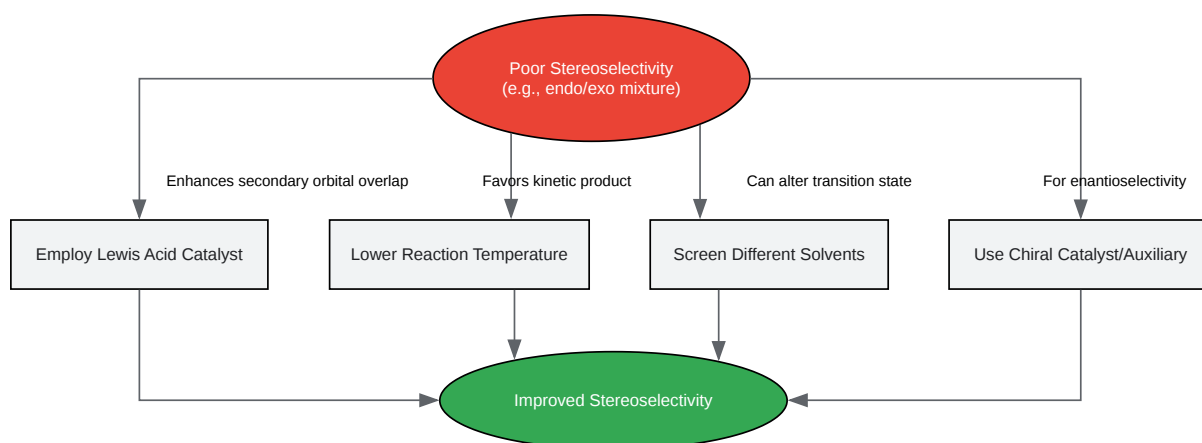 Poor Stereoselectivity
(e.g., endo/exo mixture)
Enhances secondary orbital overlap
Favors kinetic product
Can alter transition state
For enantioselectivity
Employ Lewis Acid Catalyst
Lower Reaction Temperature
Screen Different Solvents
Use Chiral Catalyst/Auxiliary
Improved Stereoselectivity